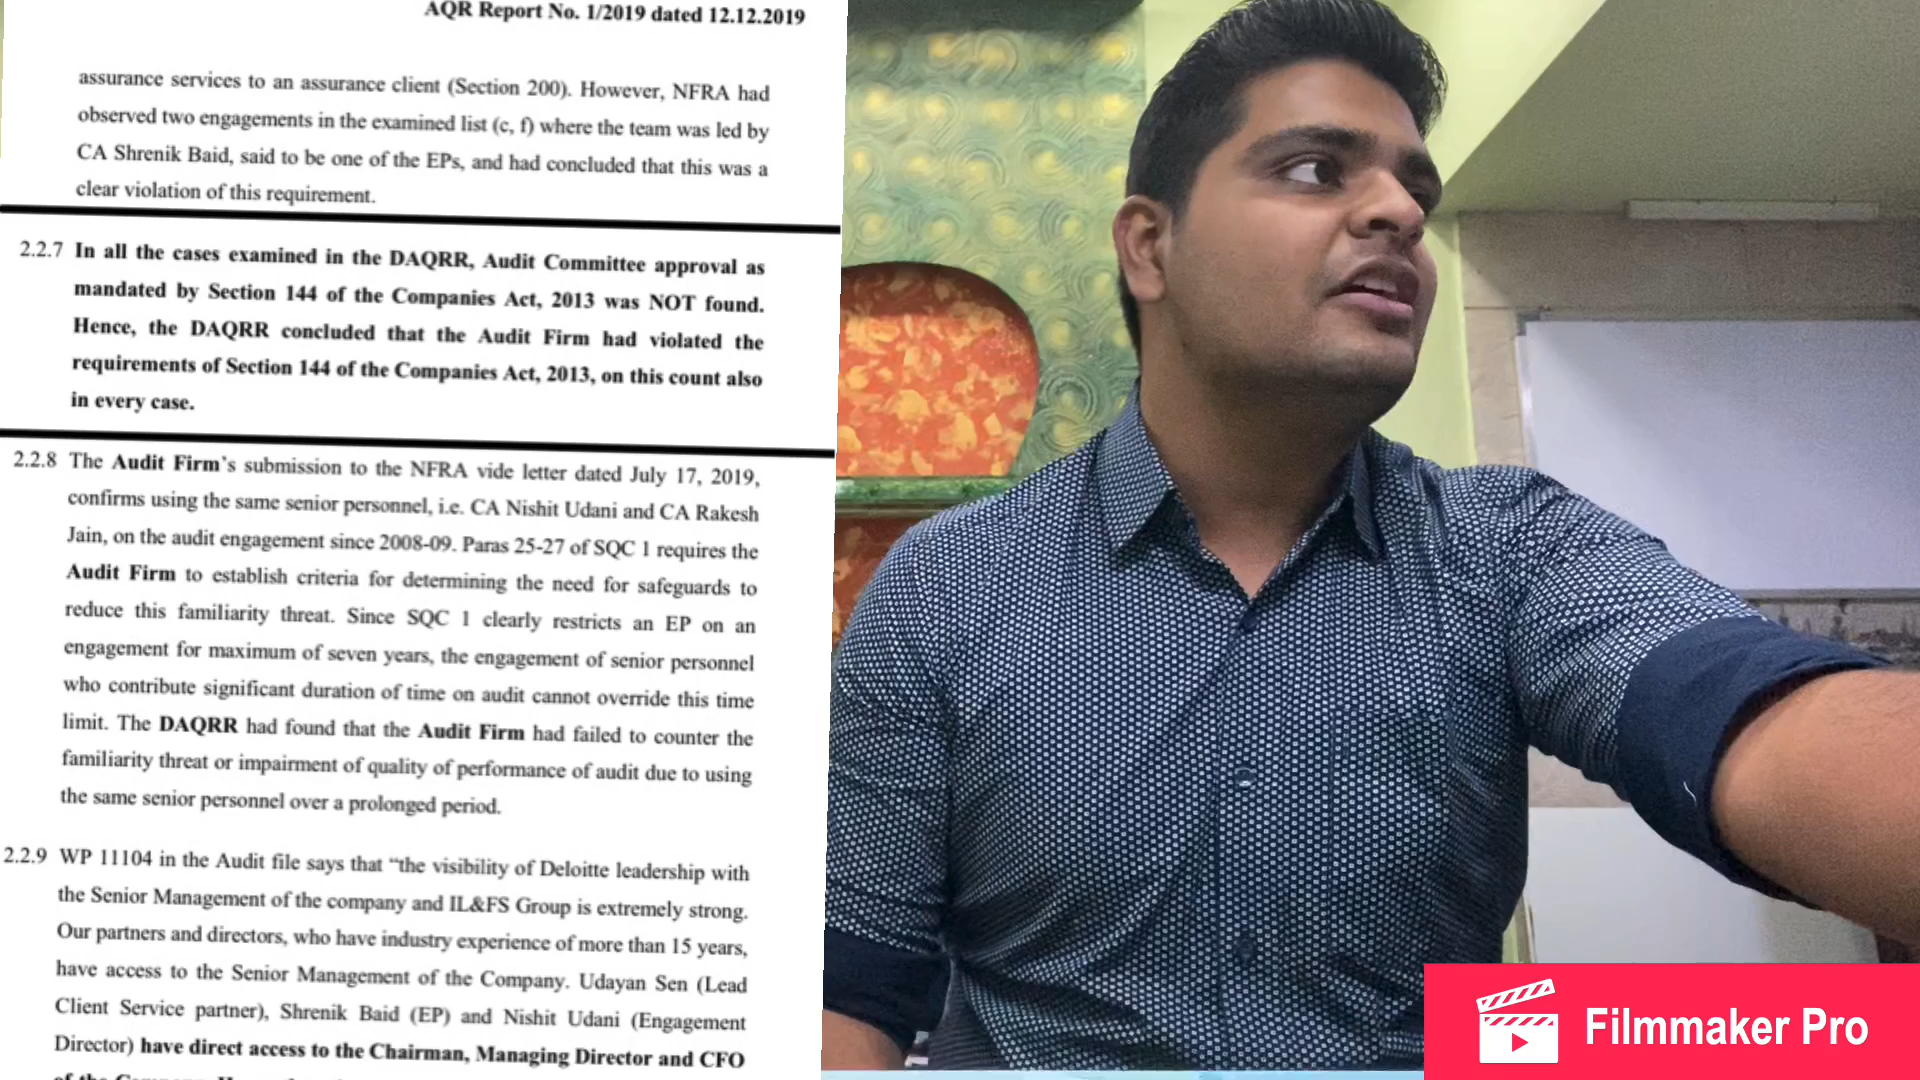 AQR Report No. 1/2019 dated 12.12.2019
assurance services to an assurance client (Section 200). However, NFRA had
observed two engagements in the examined list (c, f) where the team was led by
CA Shrenik Baid, said to be one of the EPs, and had concluded that this was a
clear violation of this requirement.
2.2.7 In all the cases examined in the DAQRR, Audit Committee approval as
mandated by Section 144 of the Companies Act, 2013 was NOT found.
Hence, the DAQRR concluded that the Audit Firm had violated the
requirements of Section 144 of the Companies Act, 2013, on this count also
in every case.
2.2.8 The Audit Firm's submission to the NFRA vide letter dated July 17, 2019,
confirms using the same senior personnel, i.e. CA Nishit Udani and CA Rakesh
Jain, on the audit engagement since 2008-09. Paras 25-27 of SQC 1 requires the
Audit Firm to establish criteria for determining the need for safeguards to
reduce this familiarity threat. Since SQC 1 clearly restricts an EP on an
engagement for maximum of seven years, the engagement of senior personnel
who contribute significant duration of time on audit cannot override this time
limit. The DAQRR had found that the Audit Firm had failed to counter the
familiarity threat or impairment of quality of performance of audit due to using
the same senior personnel over a prolonged period.
2.2.9 WP 11104 in the Audit file says that “the visibility of Deloitte leadership with
the Senior Management of the company and IL&FS Group is extremely strong.
Our partners and directors, who have industry experience of more than 15 years,
have access to the Senior Management of the Company. Udayan Sen (Lead
Client Service partner), Shrenik Baid (EP) and Nishit Udani (Engagement
Director) have direct access to the Chairman, Managing Director and CFO
Filmmaker Pro